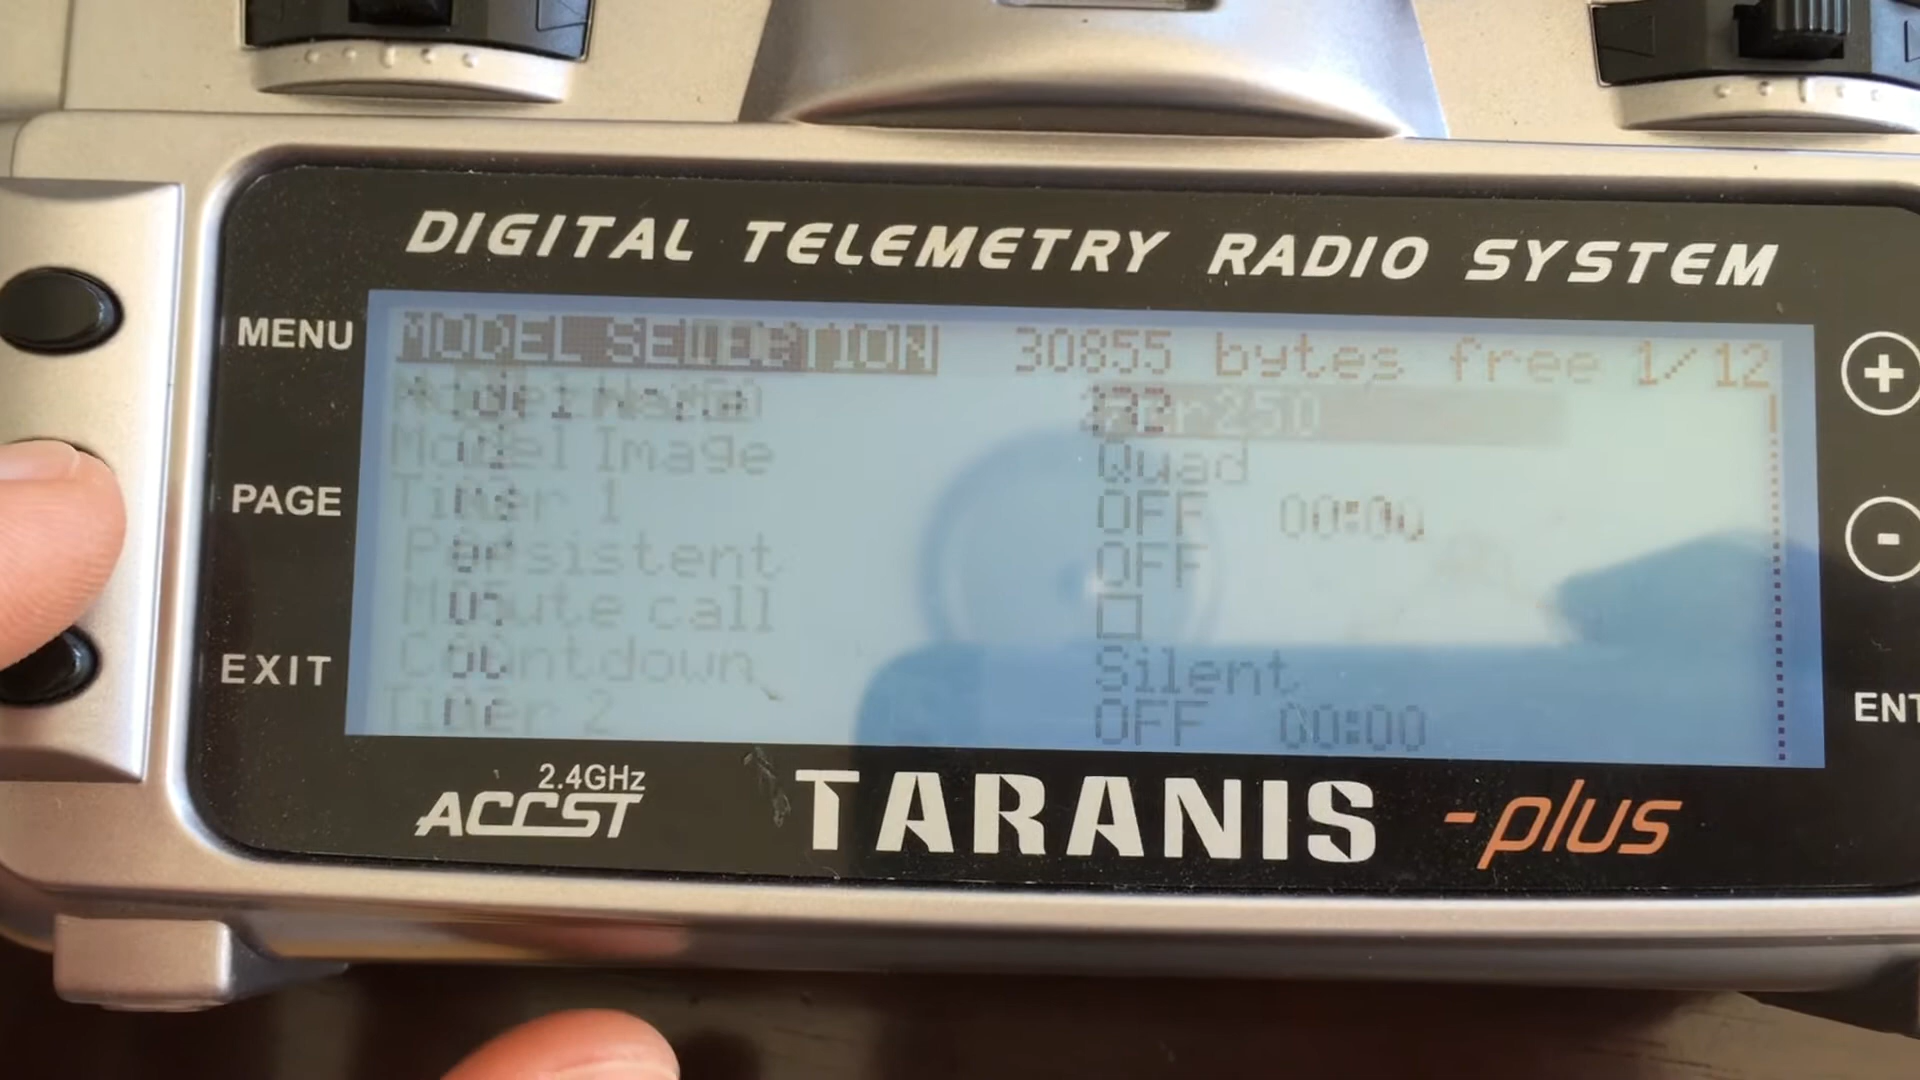 DIGITAL TELEMETRY RADIO SYSTEM
MENU
PAGE
EXIT
+
-
ENT
MODEL SELECTION 30855 bytes free 1/12
Model Image Quad
Timer 1 OFF 00:00
Persistent OFF
Minute call
Countdown Silent
Timer 2 OFF 00:00
2.4GHz
ACCST
TARANIS -plus